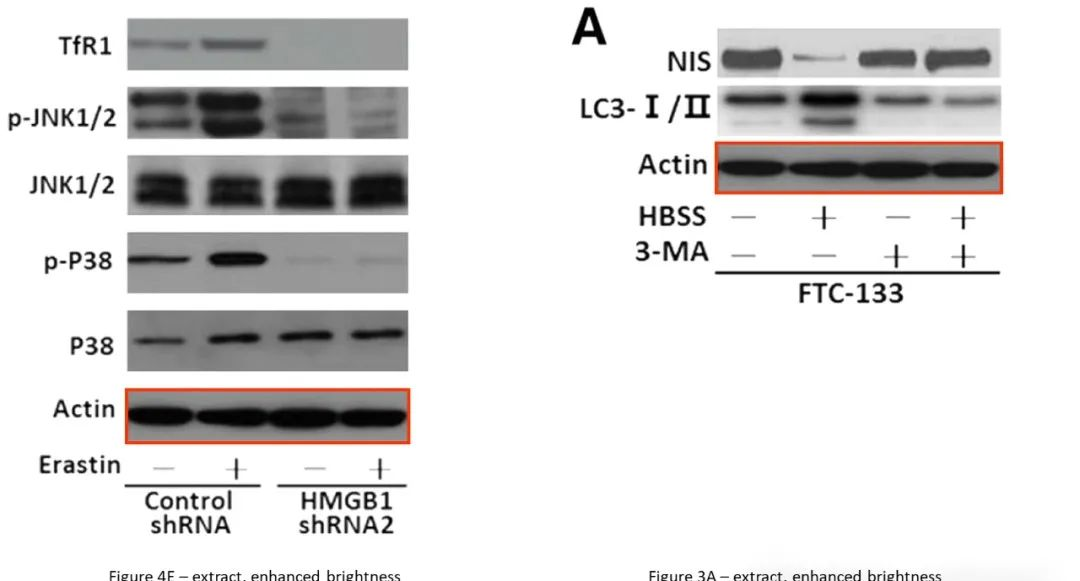 TfR1
p-JNK1/2
JNK1/2
p-P38
P38
Actin
Erastin − + − +
Control shRNA
HMGB1 shRNA2
Figure 4E – extract, enhanced brightness
A
NIS
LC3-Ⅰ/Ⅱ
Actin
HBSS − + − +
3-MA − − + +
FTC-133
Figure 3A – extract, enhanced brightness